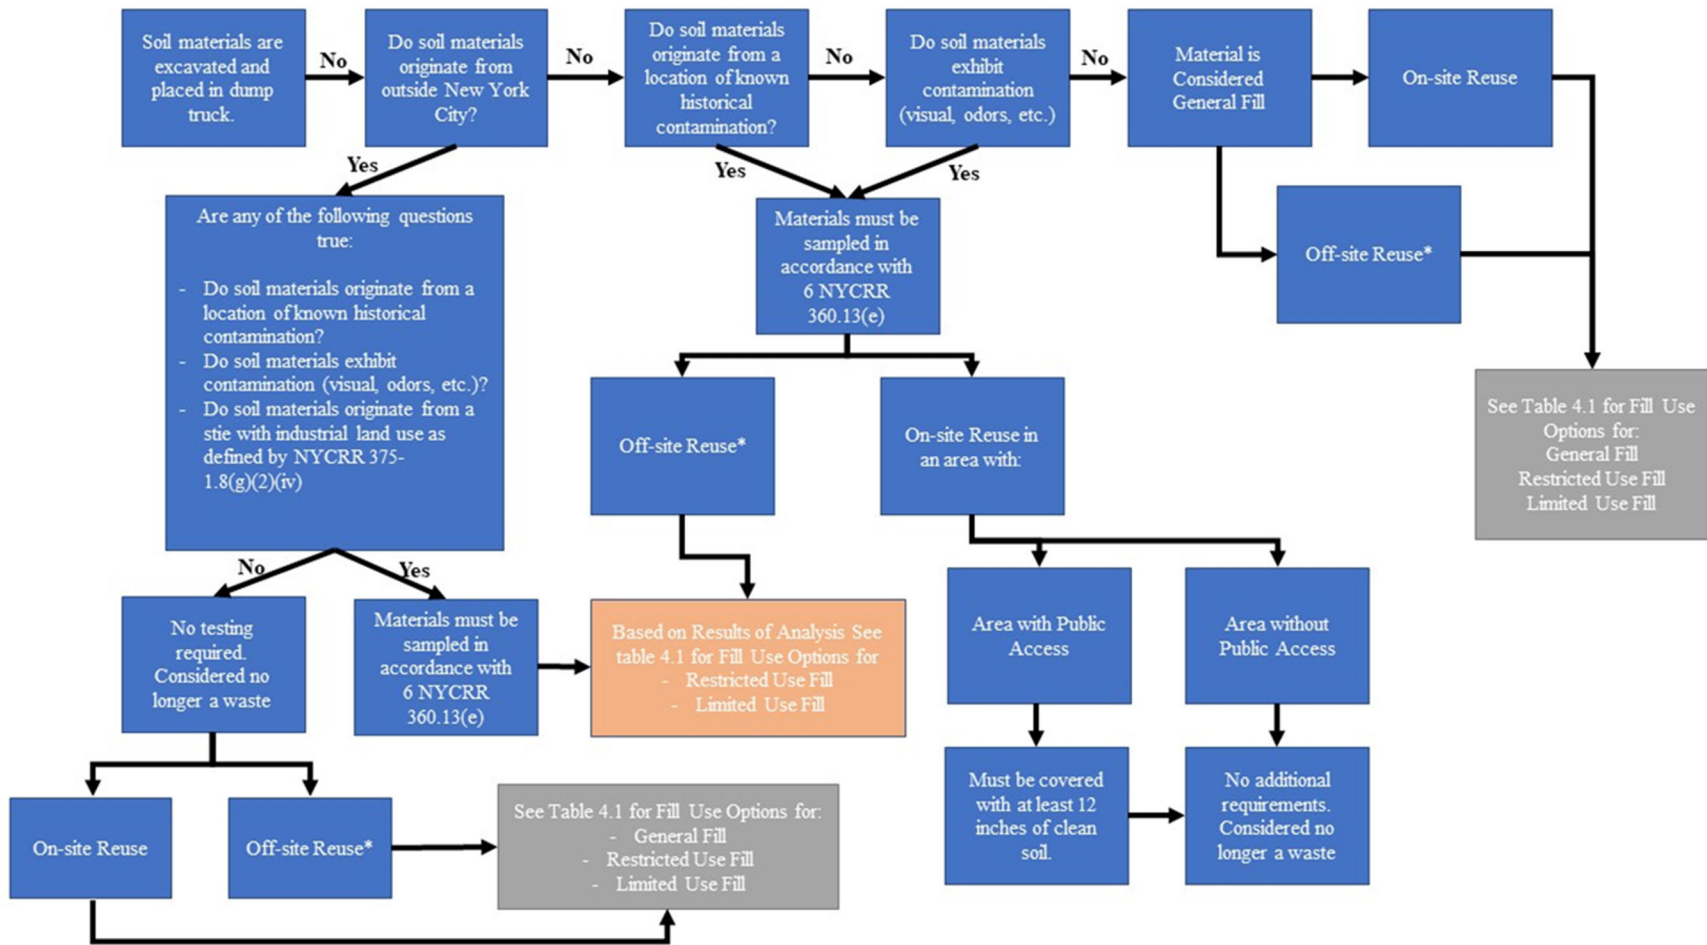 Soil materials are
excavated and
placed in dump
truck.
No
Do soil materials
originate from
outside New York
City?
No
Do soil materials
originate from a
location of known
historical
contamination?
No
Do soil materials
exhibit
contamination
(visual, odors, etc.)
No
Material is
Considered
General Fill
On-site Reuse
Yes
Yes
Yes
Off-site Reuse*
Are any of the following questions
true:
- Do soil materials originate from a
location of known historical
contamination?
- Do soil materials exhibit
contamination (visual, odors, etc.)?
- Do soil materials originate from a
stie with industrial land use as
defined by NYCRR 375-
1.8(g)(2)(iv)
Materials must be
sampled in
accordance with
6 NYCRR
360.13(e)
Off-site Reuse*
On-site Reuse in
an area with:
See Table 4.1 for Fill Use
Options for:
General Fill
Restricted Use Fill
Limited Use Fill
No
Yes
No testing
required.
Considered no
longer a waste
Materials must be
sampled in
accordance with
6 NYCRR
360.13(e)
Based on Results of Analysis See
table 4.1 for Fill Use Options for
- Restricted Use Fill
- Limited Use Fill
Area with Public
Access
Area without
Public Access
Must be covered
with at least 12
inches of clean
soil.
No additional
requirements.
Considered no
longer a waste
On-site Reuse
Off-site Reuse*
See Table 4.1 for Fill Use Options for:
- General Fill
- Restricted Use Fill
- Limited Use Fill